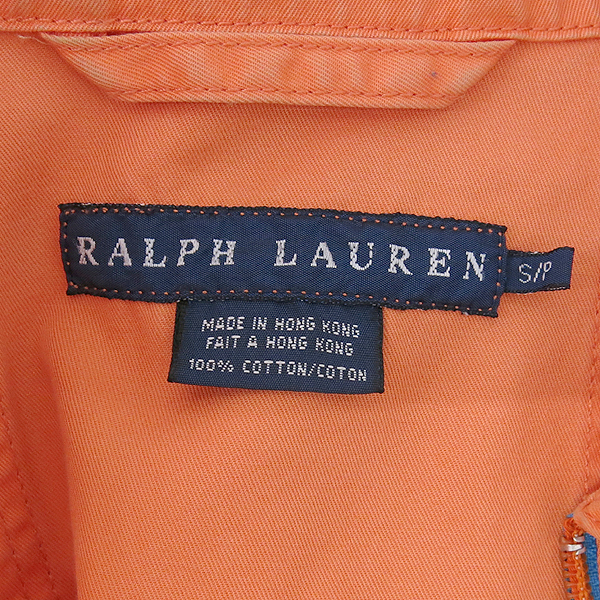 RALPH LAUREN
S/P
MADE IN HONG KONG
FAIT A HONG KONG
100% COTTON/COTON